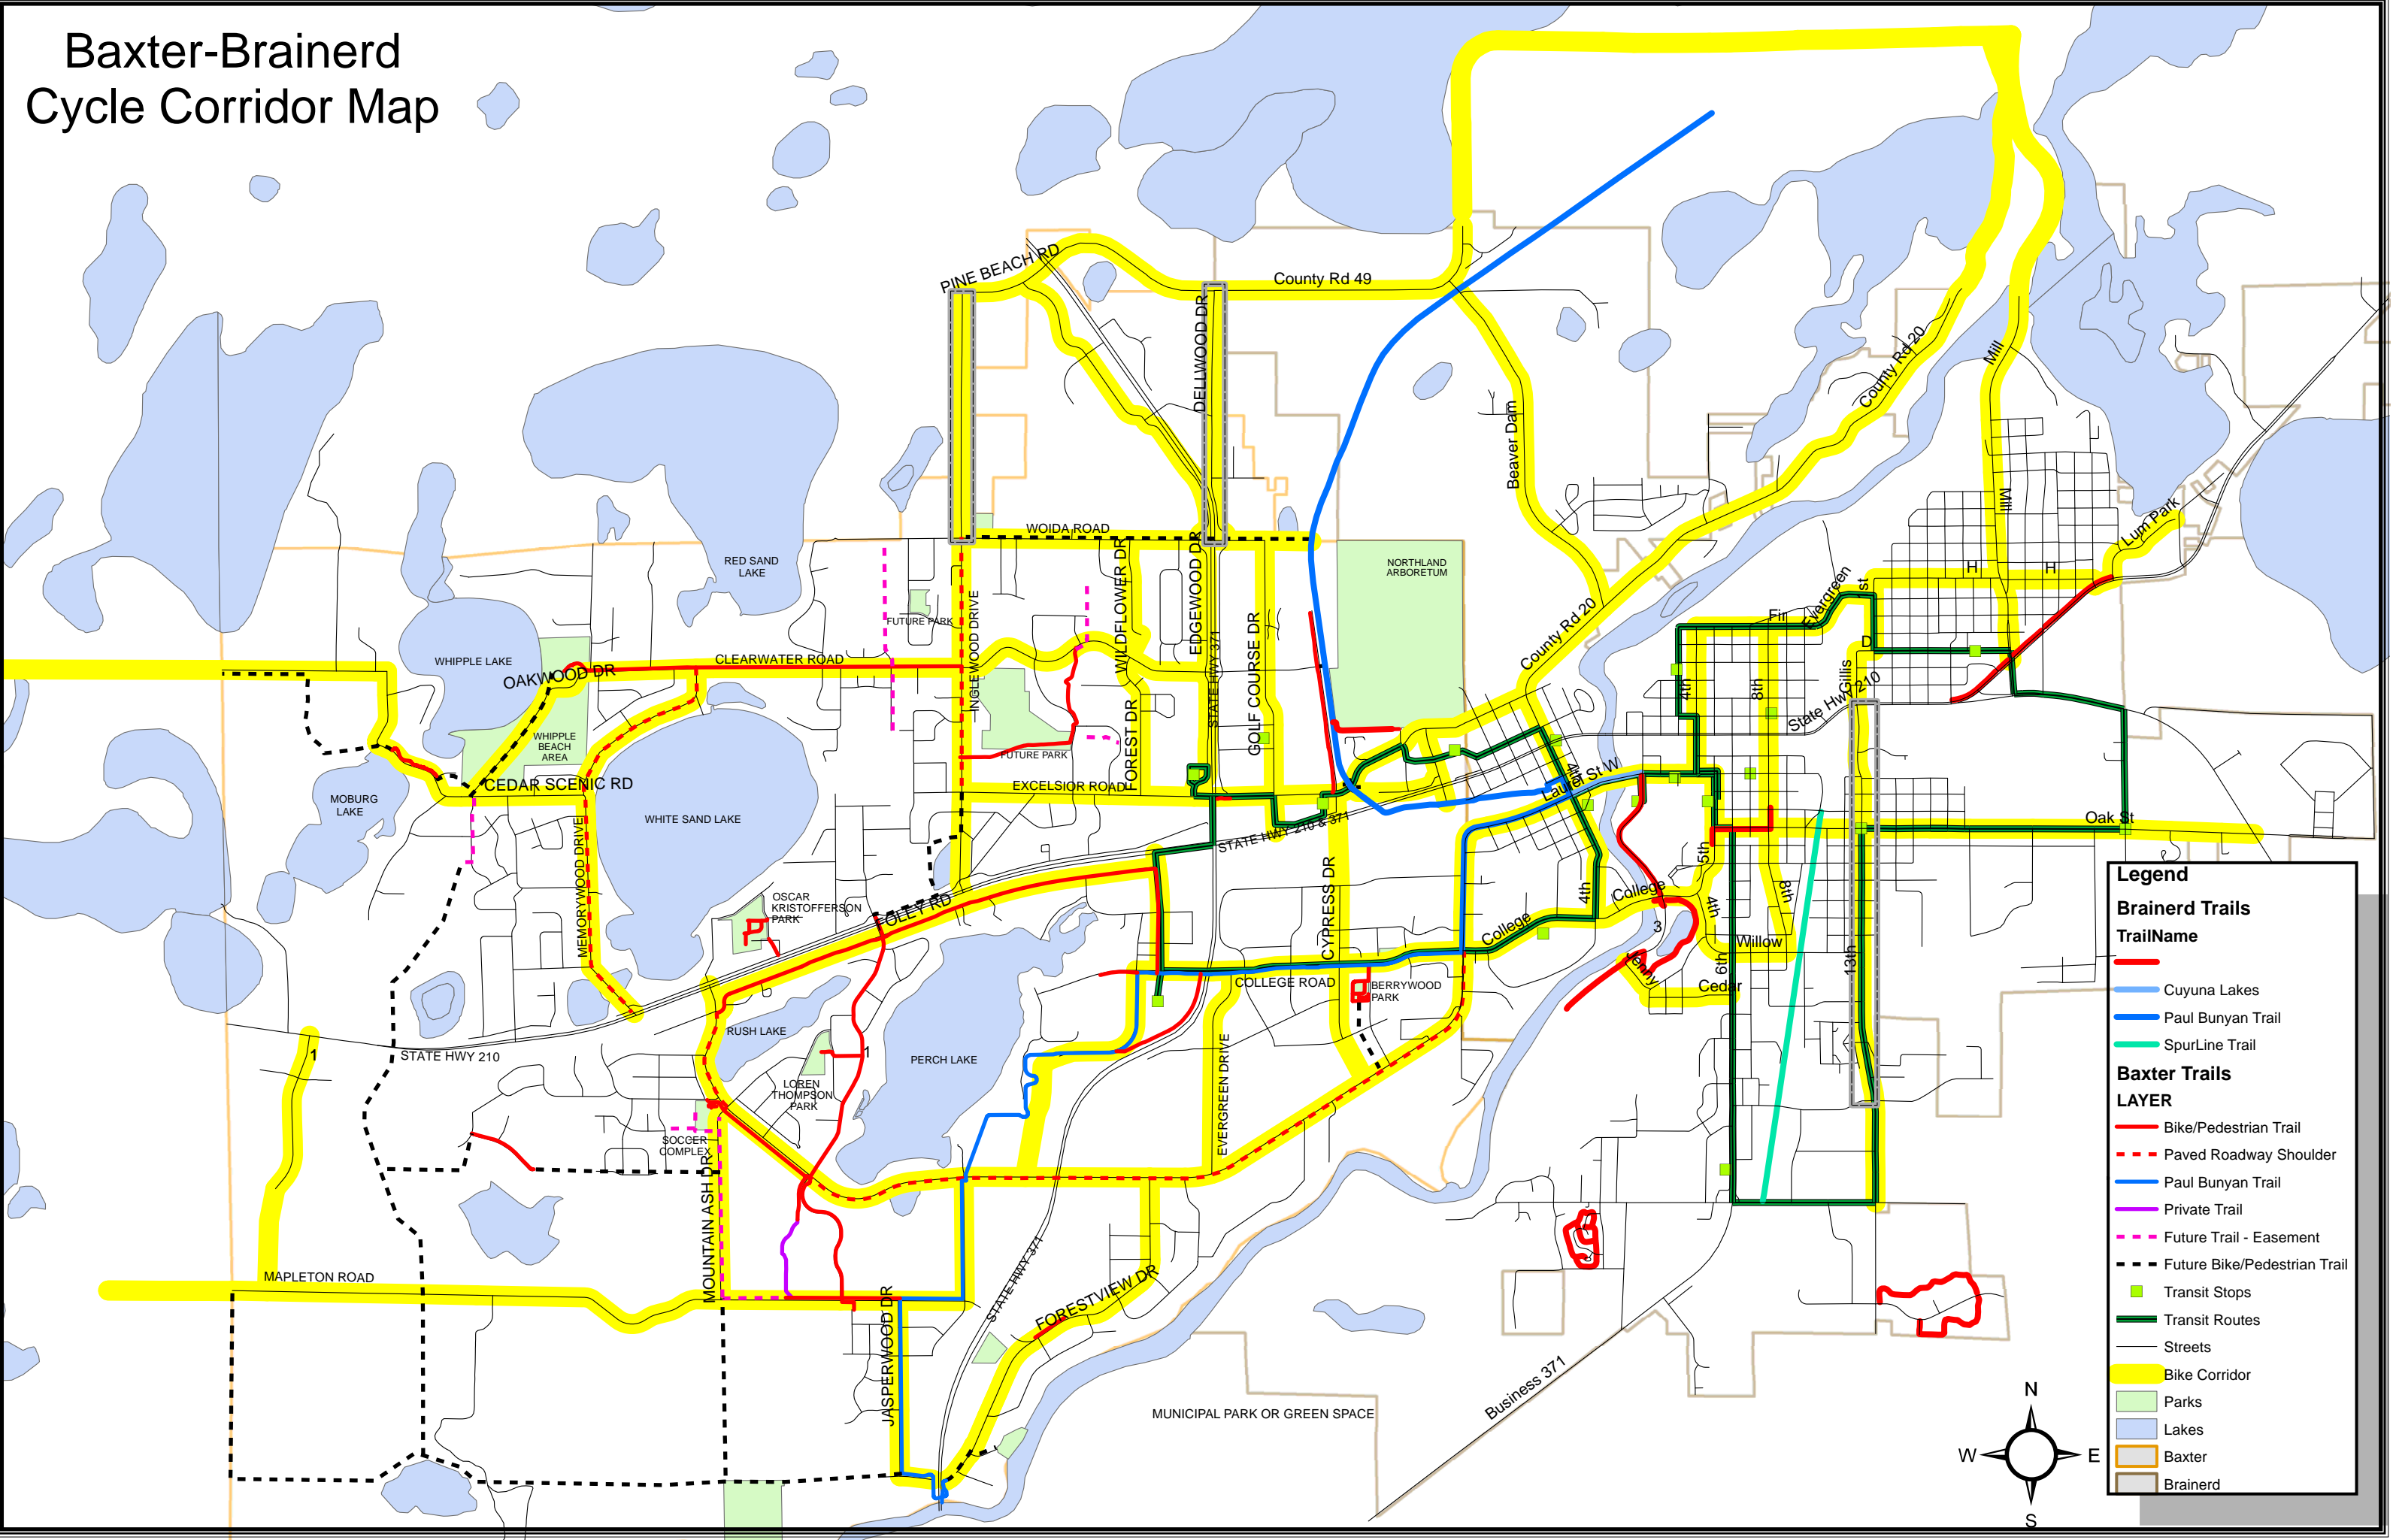 Baxter-Brainerd
Cycle Corridor Map
PINE BEACH RD
County Rd 49
DELLWOOD DR
Beaver Dam
County Rd 20
Mill
Mill
Lum Park
WOIDA ROAD
RED SAND
LAKE
NORTHLAND
ARBORETUM
H
H
Evergreen
1st
Fir
D
FUTURE PARK
INGLEWOOD DRIVE
WILDFLOWER DR
EDGEWOOD DR
STATE HWY 371
GOLF COURSE DR
County Rd 20
WHIPPLE LAKE
OAKWOOD DR
CLEARWATER ROAD
4th
8th
Gillis
State Hwy 210
WHIPPLE
BEACH
AREA
FUTURE PARK
FOREST DR
CEDAR SCENIC RD
EXCELSIOR ROAD
4th
Laurel St W
MOBURG
LAKE
WHITE SAND LAKE
MEMORYWOOD DRIVE
STATE HWY 210 & 371
Oak St
CYPRESS DR
5th
OSCAR
KRISTOFFERSON
PARK
FOLLEY RD
4th
College
College
8th
4th
3
Willow
Jenny
6th
Cedar
13th
COLLEGE ROAD
BERRYWOOD
PARK
RUSH LAKE
1
STATE HWY 210
1
PERCH LAKE
LOREN
THOMPSON
PARK
EVERGREEN DRIVE
SOCCER
COMPLEX
MOUNTAIN ASH DR
MAPLETON ROAD
STATE HWY 371
FORESTVIEW DR
JASPERWOOD DR
MUNICIPAL PARK OR GREEN SPACE
Business 371
N
W
E
S
Legend
Brainerd Trails
TrailName
Cuyuna Lakes
Paul Bunyan Trail
SpurLine Trail
Baxter Trails
LAYER
Bike/Pedestrian Trail
Paved Roadway Shoulder
Paul Bunyan Trail
Private Trail
Future Trail - Easement
Future Bike/Pedestrian Trail
Transit Stops
Transit Routes
Streets
Bike Corridor
Parks
Lakes
Baxter
Brainerd